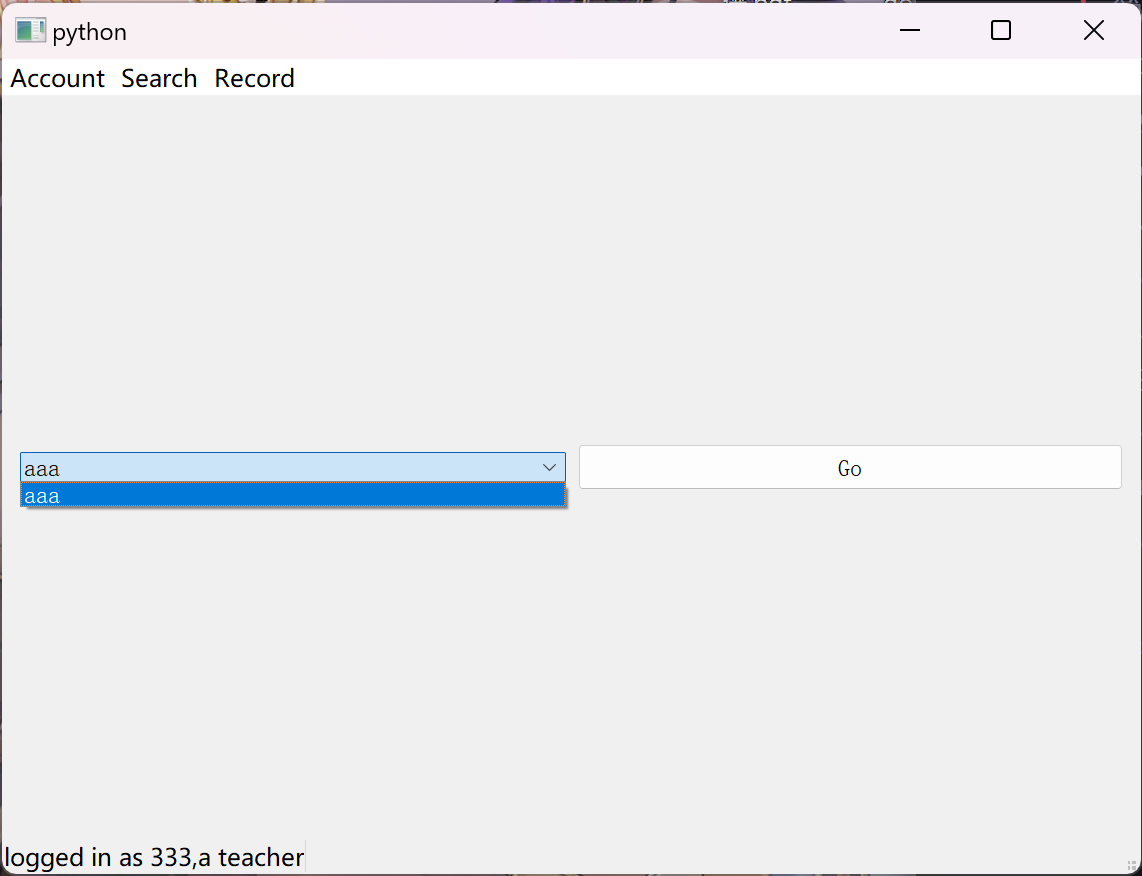 python
Account Search Record
aaa
Go
aaa
logged in as 333,a teacher